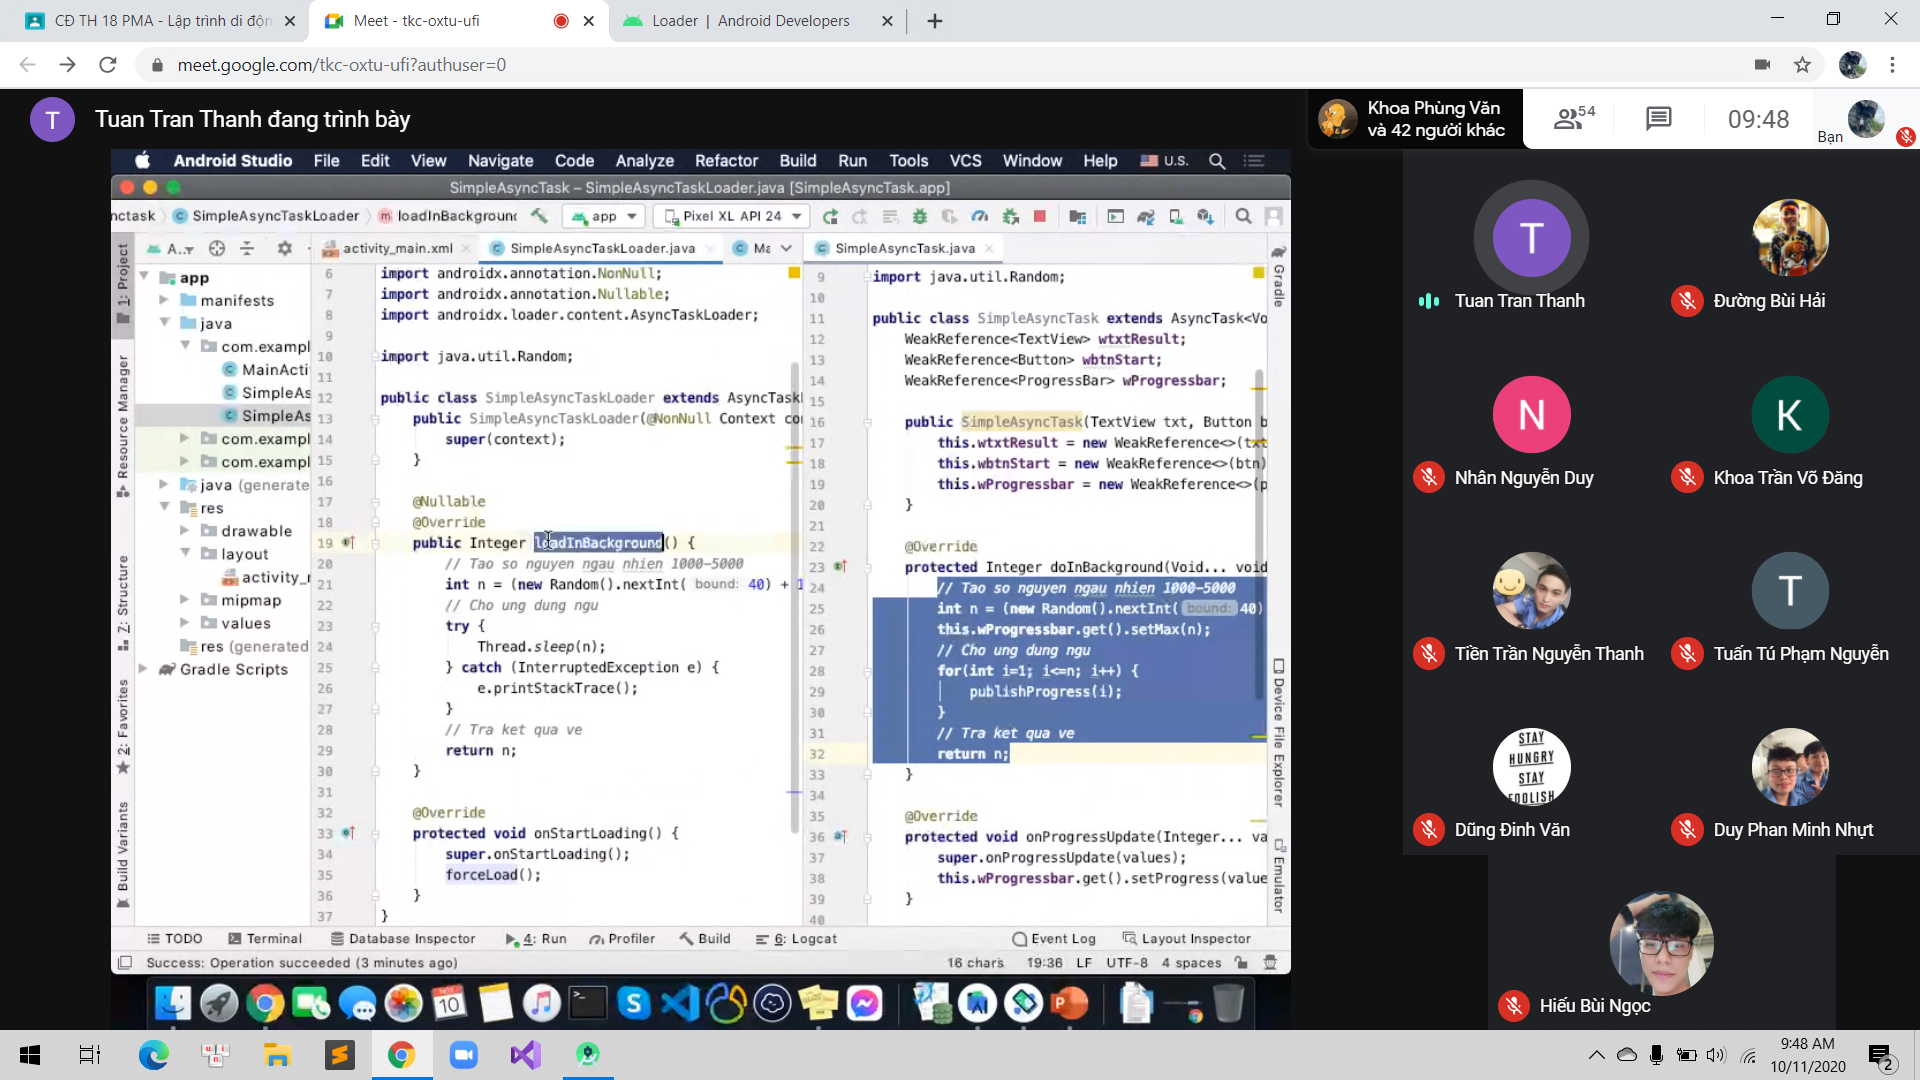 CĐ TH 18 PMA - Lập trình di độn
Meet - tkc-oxtu-ufi
Loader | Android Developers
meet.google.com/tkc-oxtu-ufi?authuser=0
T
Tuan Tran Thanh đang trình bày
Khoa Phùng Văn
và 42 người khác
54
09:48
Bạn
Android Studio File Edit View Navigate Code Analyze Refactor Build Run Tools VCS Window Help U.S.
SimpleAsyncTask – SimpleAsyncTaskLoader.java [SimpleAsyncTask.app]
nctask SimpleAsyncTaskLoader loadInBackground app Pixel XL API 24
A... activity_main.xml SimpleAsyncTaskLoader.java Ma SimpleAsyncTask.java
1: Project
Resource Manager
Z: Structure
2: Favorites
Build Variants
app
manifests
java
com.exampl
MainActi
SimpleAs
SimpleAs
com.exampl
com.exampl
java (generate
res
drawable
layout
activity_
mipmap
values
res (generated
Gradle Scripts
6 import androidx.annotation.NonNull;
7 import androidx.annotation.Nullable;
8 import androidx.loader.content.AsyncTaskLoader;
9
10 import java.util.Random;
11
12 public class SimpleAsyncTaskLoader extends AsyncTaskL
13 public SimpleAsyncTaskLoader(@NonNull Context co
14 super(context);
15 }
16
17 @Nullable
18 @Override
19 public Integer loadInBackground() {
20 // Tao so nguyen ngau nhien 1000-5000
21 int n = (new Random().nextInt( bound: 40) + 1
22 // Cho ung dung ngu
23 try {
24 Thread.sleep(n);
25 } catch (InterruptedException e) {
26 e.printStackTrace();
27 }
28 // Tra ket qua ve
29 return n;
30 }
31
32 @Override
33 protected void onStartLoading() {
34 super.onStartLoading();
35 forceLoad();
36 }
37 }
9 import java.util.Random;
10
11 public class SimpleAsyncTask extends AsyncTask<Vo
12 WeakReference<TextView> wtxtResult;
13 WeakReference<Button> wbtnStart;
14 WeakReference<ProgressBar> wProgressbar;
15
16 public SimpleAsyncTask(TextView txt, Button b
17 this.wtxtResult = new WeakReference<>(txt
18 this.wbtnStart = new WeakReference<>(btn)
19 this.wProgressbar = new WeakReference<>(p
20 }
21
22 @Override
23 protected Integer doInBackground(Void... void
24 // Tao so nguyen ngau nhien 1000-5000
25 int n = (new Random().nextInt( bound: 40)
26 this.wProgressbar.get().setMax(n);
27 // Cho ung dung ngu
28 for(int i=1; i<=n; i++) {
29 publishProgress(i);
30 }
31 // Tra ket qua ve
32 return n;
33 }
34
35 @Override
36 protected void onProgressUpdate(Integer... va
37 super.onProgressUpdate(values);
38 this.wProgressbar.get().setProgress(value
39 }
40
Gradle
Device File Explorer
Emulator
TODO Terminal Database Inspector 4: Run Profiler Build 6: Logcat Event Log Layout Inspector
Success: Operation succeeded (3 minutes ago) 16 chars 19:36 LF UTF-8 4 spaces
NOV
10
T
Tuan Tran Thanh
Đường Bùi Hải
N
Nhân Nguyễn Duy
K
Khoa Trần Võ Đăng
Tiền Trần Nguyễn Thanh
T
Tuấn Tú Phạm Nguyễn
STAY
HUNGRY
STAY
FOOLISH
Dũng Đinh Văn
Duy Phan Minh Nhựt
Hiếu Bùi Ngọc
9:48 AM
10/11/2020
2